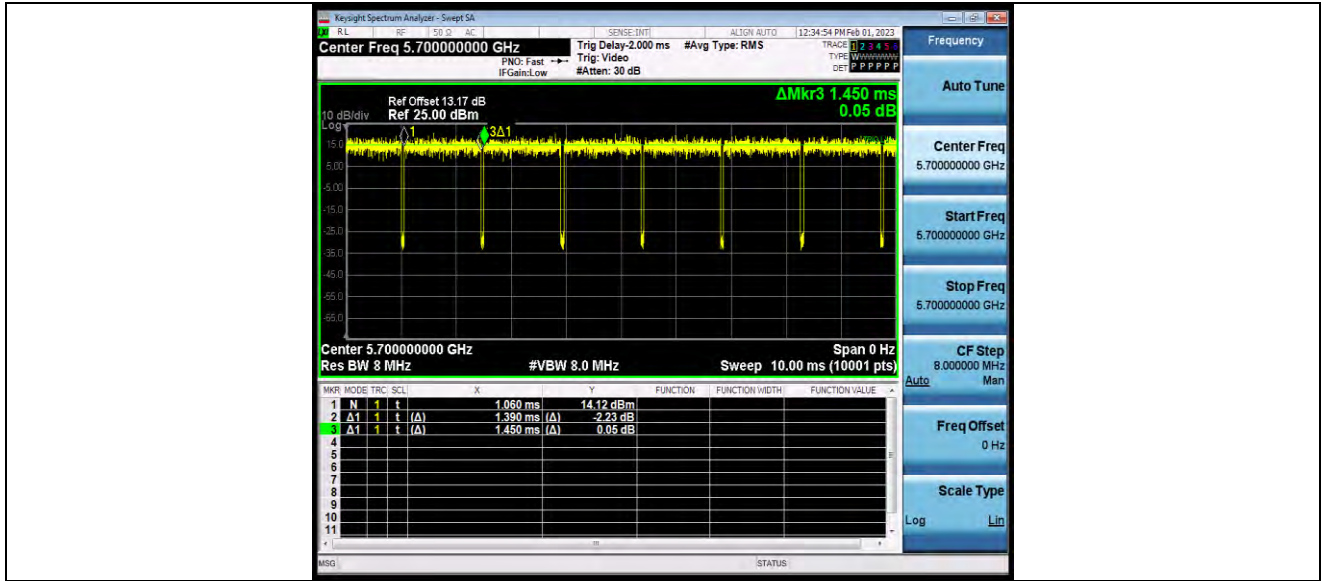 Keysight Spectrum Analyzer - Swept SA
RL RF 50 Ω AC SENSE:INT ALIGN AUTO 12:34:54 PM Feb 01, 2023
Center Freq 5.700000000 GHz
PNO: Fast
IFGain:Low
Trig Delay-2.000 ms
Trig: Video
#Atten: 30 dB
#Avg Type: RMS
TRACE 1 2 3 4 5 6
TYPE WWWWWW
DET P P P P P P
Ref Offset 13.17 dB
10 dB/div Ref 25.00 dBm
ΔMkr3 1.450 ms
0.05 dB
Log
1
3Δ1
15.0
5.00
-5.00
-15.0
-25.0
-35.0
-45.0
-55.0
-65.0
Center 5.700000000 GHz Span 0 Hz
Res BW 8 MHz #VBW 8.0 MHz Sweep 10.00 ms (10001 pts)
MKR MODE TRC SCL X Y FUNCTION FUNCTION WIDTH FUNCTION VALUE
1 N 1 t 1.060 ms 14.12 dBm
2 Δ1 1 t (Δ) 1.390 ms (Δ) -2.23 dB
3 Δ1 1 t (Δ) 1.450 ms (Δ) 0.05 dB
4
5
6
7
8
9
10
11
MSG STATUS
Frequency
Auto Tune
Center Freq
5.700000000 GHz
Start Freq
5.700000000 GHz
Stop Freq
5.700000000 GHz
CF Step
8.000000 MHz
Auto Man
Freq Offset
0 Hz
Scale Type
Log Lin